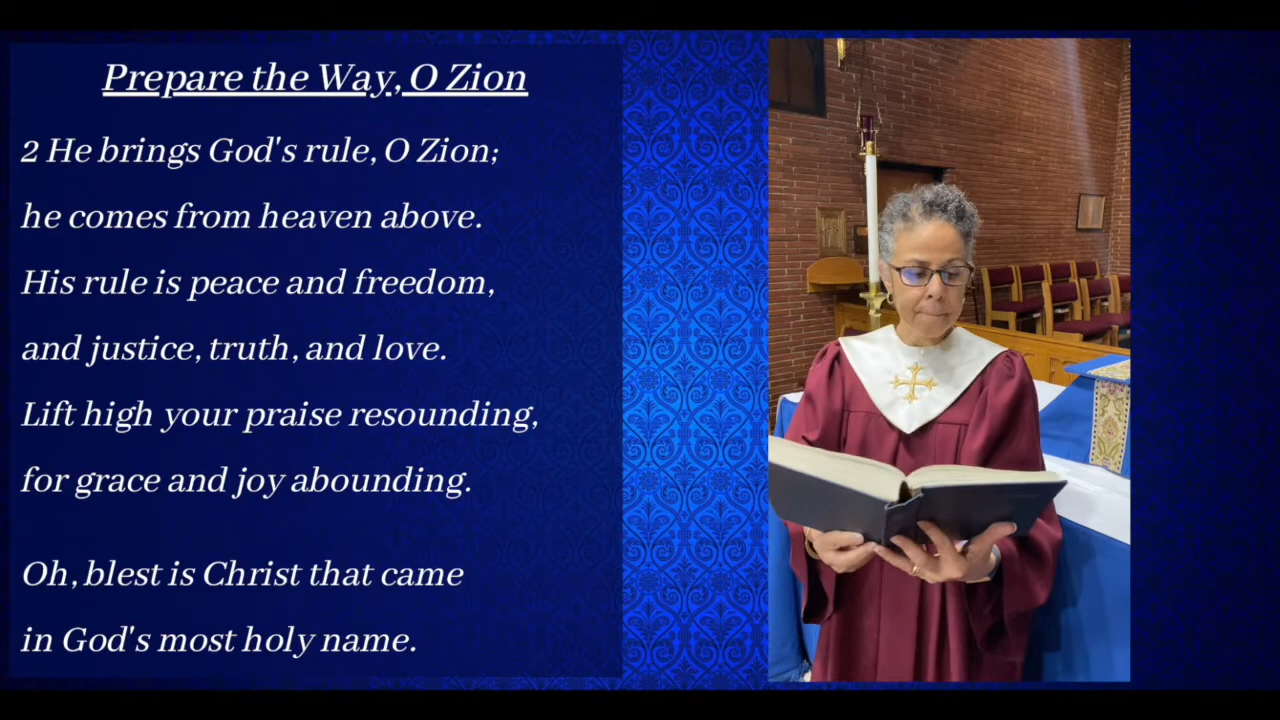 Prepare the Way, O Zion
2 He brings God's rule, O Zion;
he comes from heaven above.
His rule is peace and freedom,
and justice, truth, and love.
Lift high your praise resounding,
for grace and joy abounding.
Oh, blest is Christ that came
in God's most holy name.